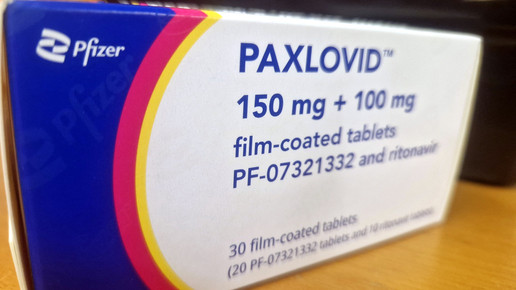 Pfizer
PAXLOVID™
150 mg + 100 mg
film-coated tablets
PF-07321332 and ritonavir
30 film-coated tablets
(20 PF-07321332 tablets and 10 ritonavir tablets)
Pfizer